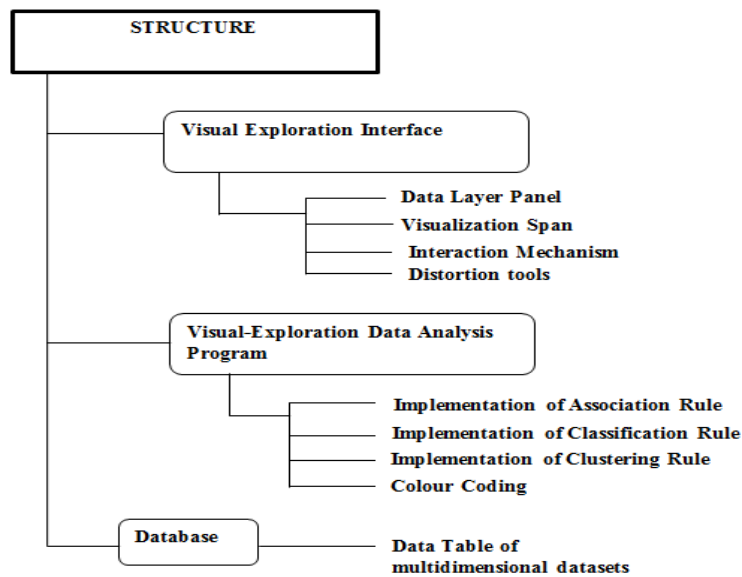 STRUCTURE
Visual Exploration Interface
Data Layer Panel
Visualization Span
Interaction Mechanism
Distortion tools
Visual-Exploration Data Analysis
Program
Implementation of Association Rule
Implementation of Classification Rule
Implementation of Clustering Rule
Colour Coding
Database
Data Table of
multidimensional datasets